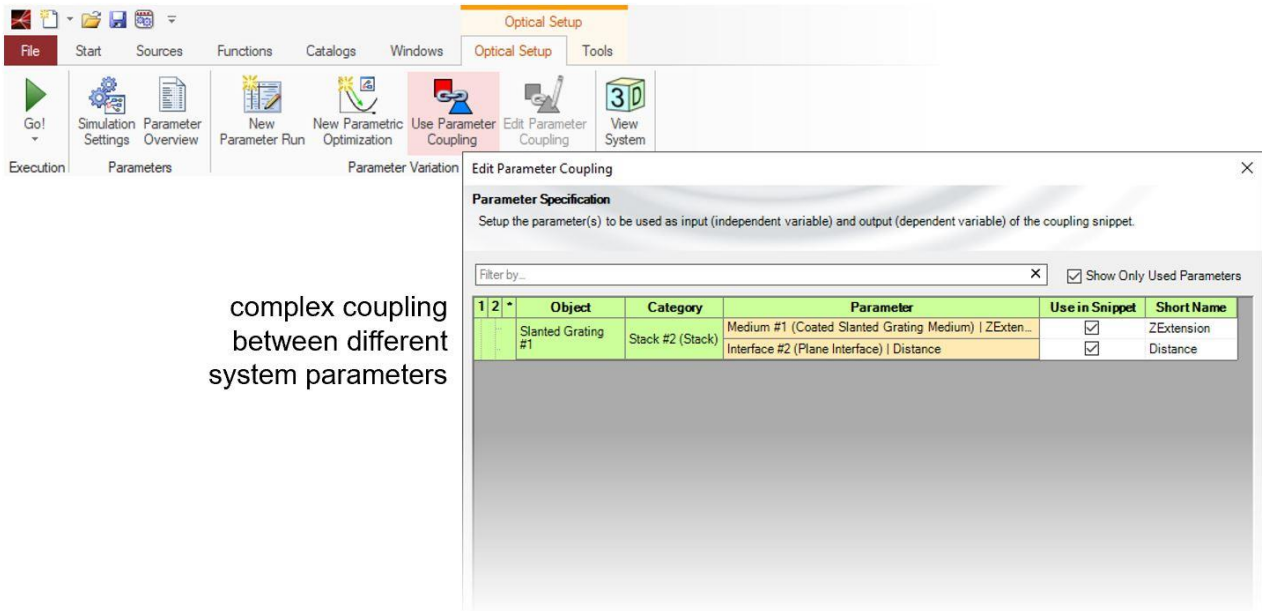 Optical Setup
File Start Sources Functions Catalogs Windows Optical Setup Tools
Go! Simulation Parameter New New Parametric Use Parameter Edit Parameter View
Settings Overview Parameter Run Optimization Coupling Coupling System
Execution Parameters Parameter Variation
Edit Parameter Coupling
Parameter Specification
Setup the parameter(s) to be used as input (independent variable) and output (dependent variable) of the coupling snippet.
Filter by...
Show Only Used Parameters
1 2 * Object Category Parameter Use in Snippet Short Name
Slanted Grating #1 Stack #2 (Stack) Medium #1 (Coated Slanted Grating Medium) | ZExten... ZExtension
Interface #2 (Plane Interface) | Distance Distance
complex coupling
between different
system parameters
3D